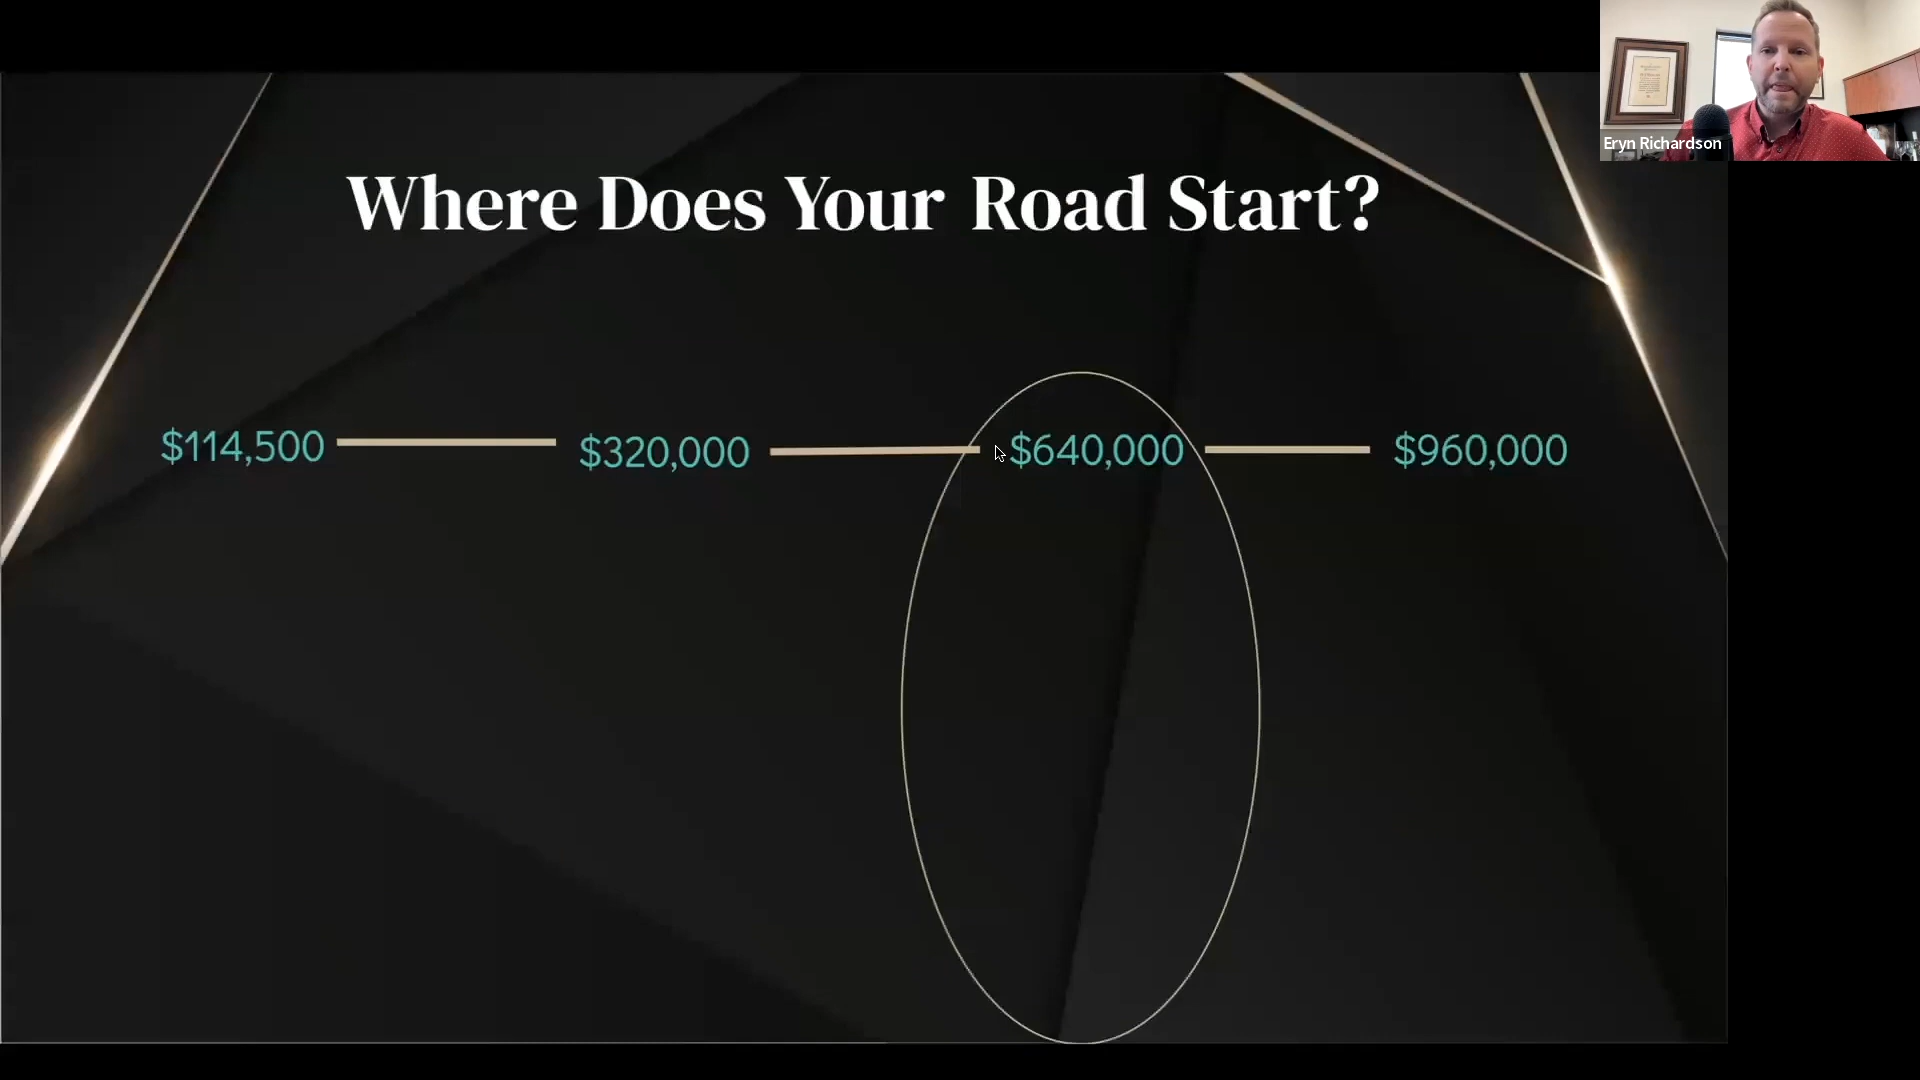 Eryn Richardson
Where Does Your Road Start?
$114,500
$320,000
$640,000
$960,000